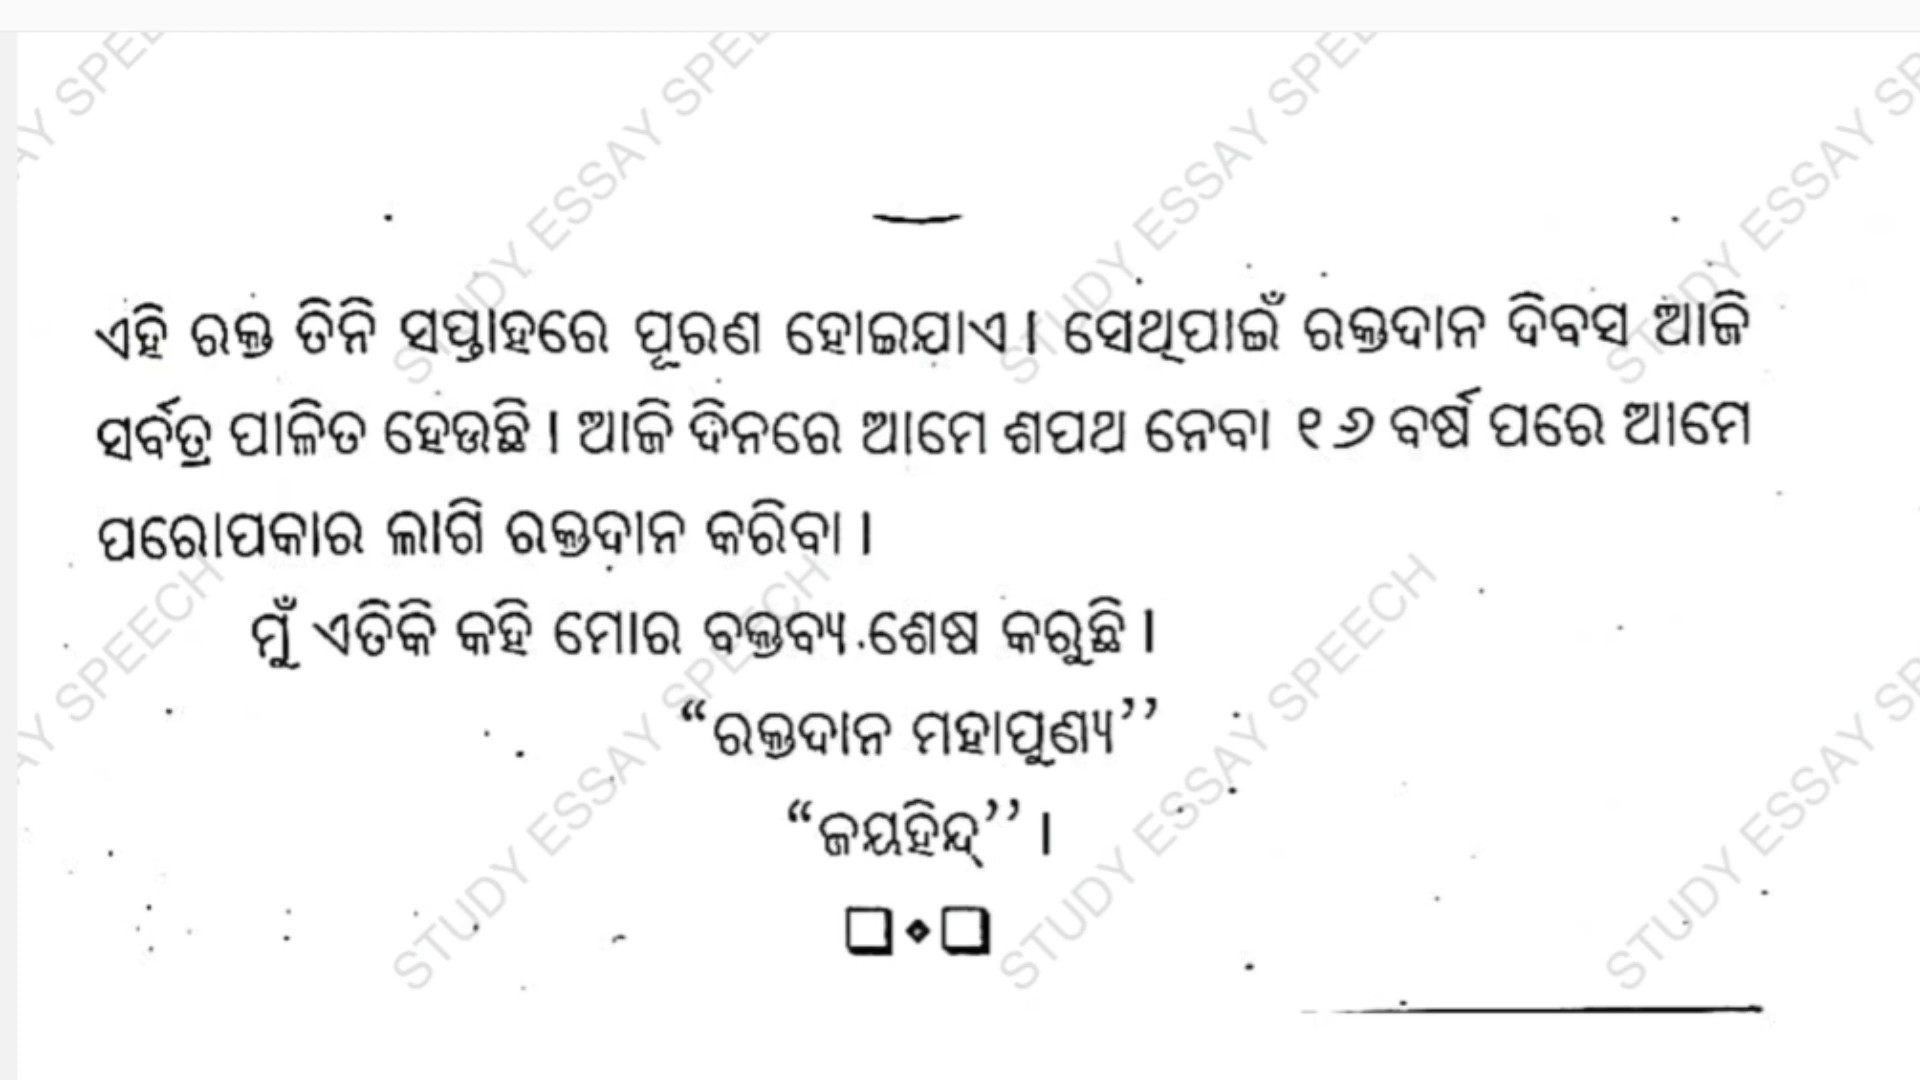 ଏହି ରକ୍ତ ତିନି ସପ୍ତାହରେ ପୂରଣ ହୋଇଯାଏ । ସେଥିପାଇଁ ରକ୍ତଦାନ ଦିବସ ଆଜି
ସର୍ବତ୍ର ପାଳିତ ହେଉଛି । ଆଜି ଦିନରେ ଆମେ ଶପଥ ନେବା ୧୬ ବର୍ଷ ପରେ ଆମେ
ପରୋପକାର ଲାଗି ରକ୍ତଦାନ କରିବା ।
ମୁଁ ଏତିକି କହି ମୋର ବକ୍ତବ୍ୟ ଶେଷ କରୁଛି ।
“ରକ୍ତଦାନ ମହାପୁଣ୍ୟ’’
“ଜୟହିନ୍ଦ୍’’ ।
STUDY ESSAY SPEECH